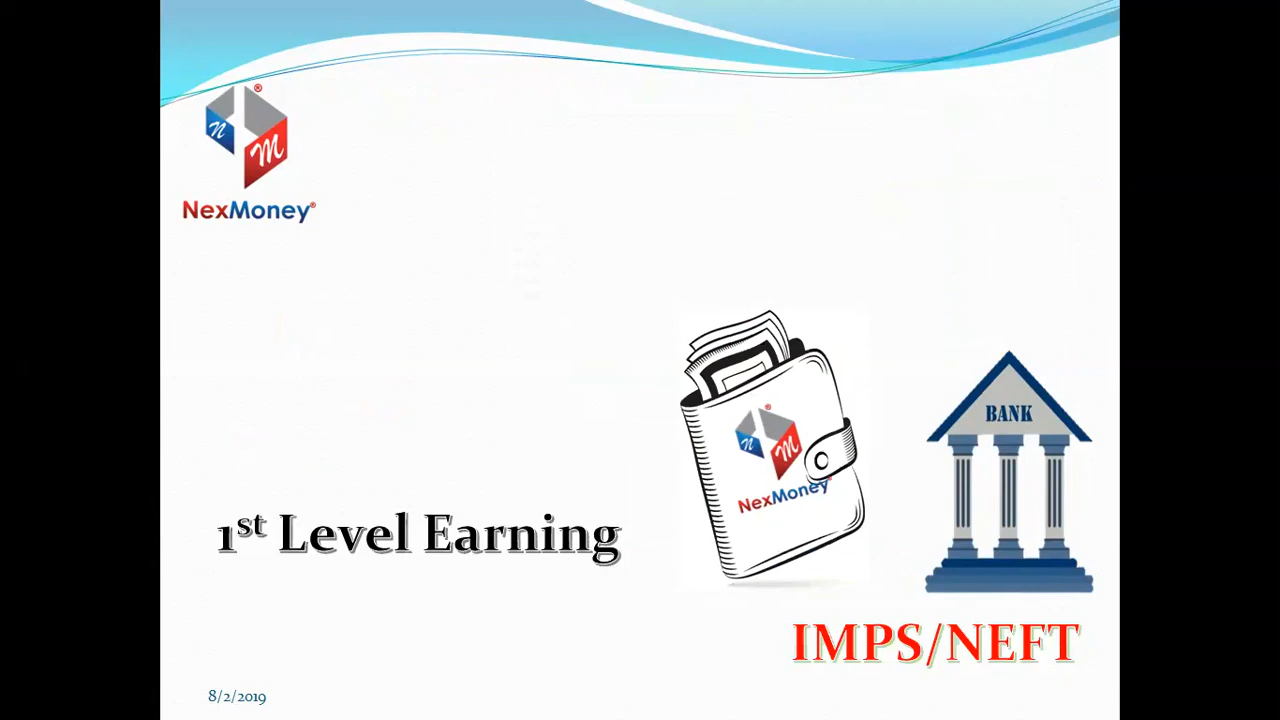 ®
n
m
NexMoney®
BANK
®
n
m
NexMoney®
1st Level Earning
IMPS/NEFT
8/2/2019